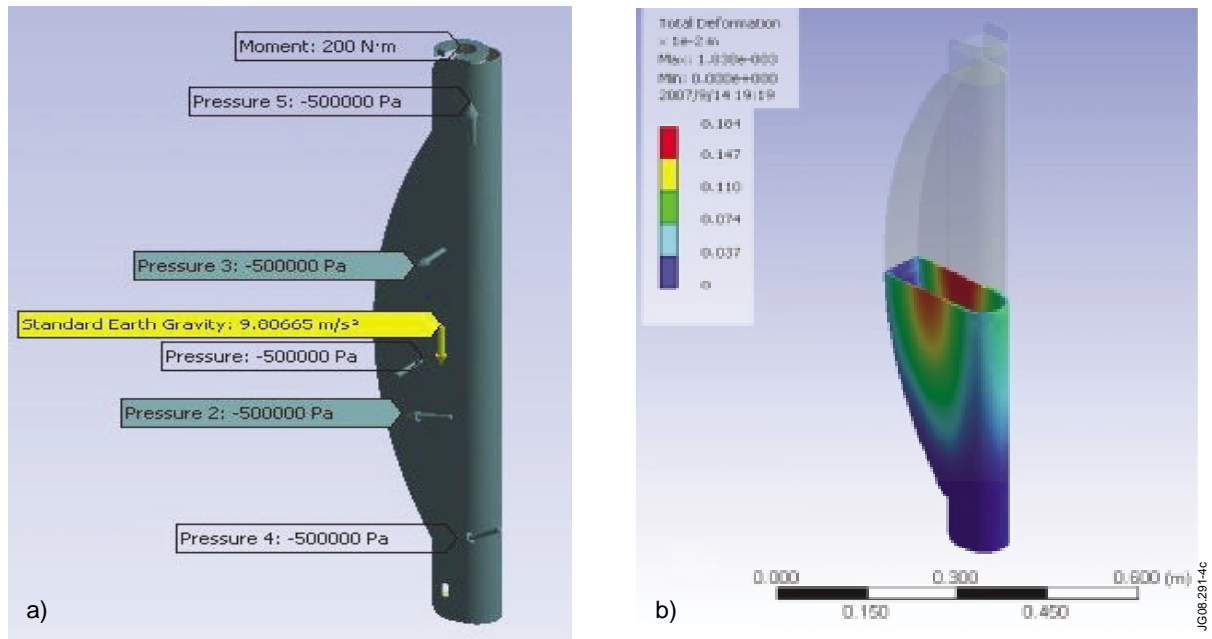 Moment: 200 N·m
Pressure 5: -500000 Pa
Pressure 3: -500000 Pa
Standard Earth Gravity: 9.80665 m/s²
Pressure: -500000 Pa
Pressure 2: -500000 Pa
Pressure 4: -500000 Pa
a)
Total Deformation
x 1e-2 m
Max: 1.838e-003
Min: 0.000e+000
2007/9/14 19:19
0.184
0.147
0.110
0.074
0.037
0
0.000
0.300
0.600 (m)
0.150
0.450
b)
JG08.291-4c